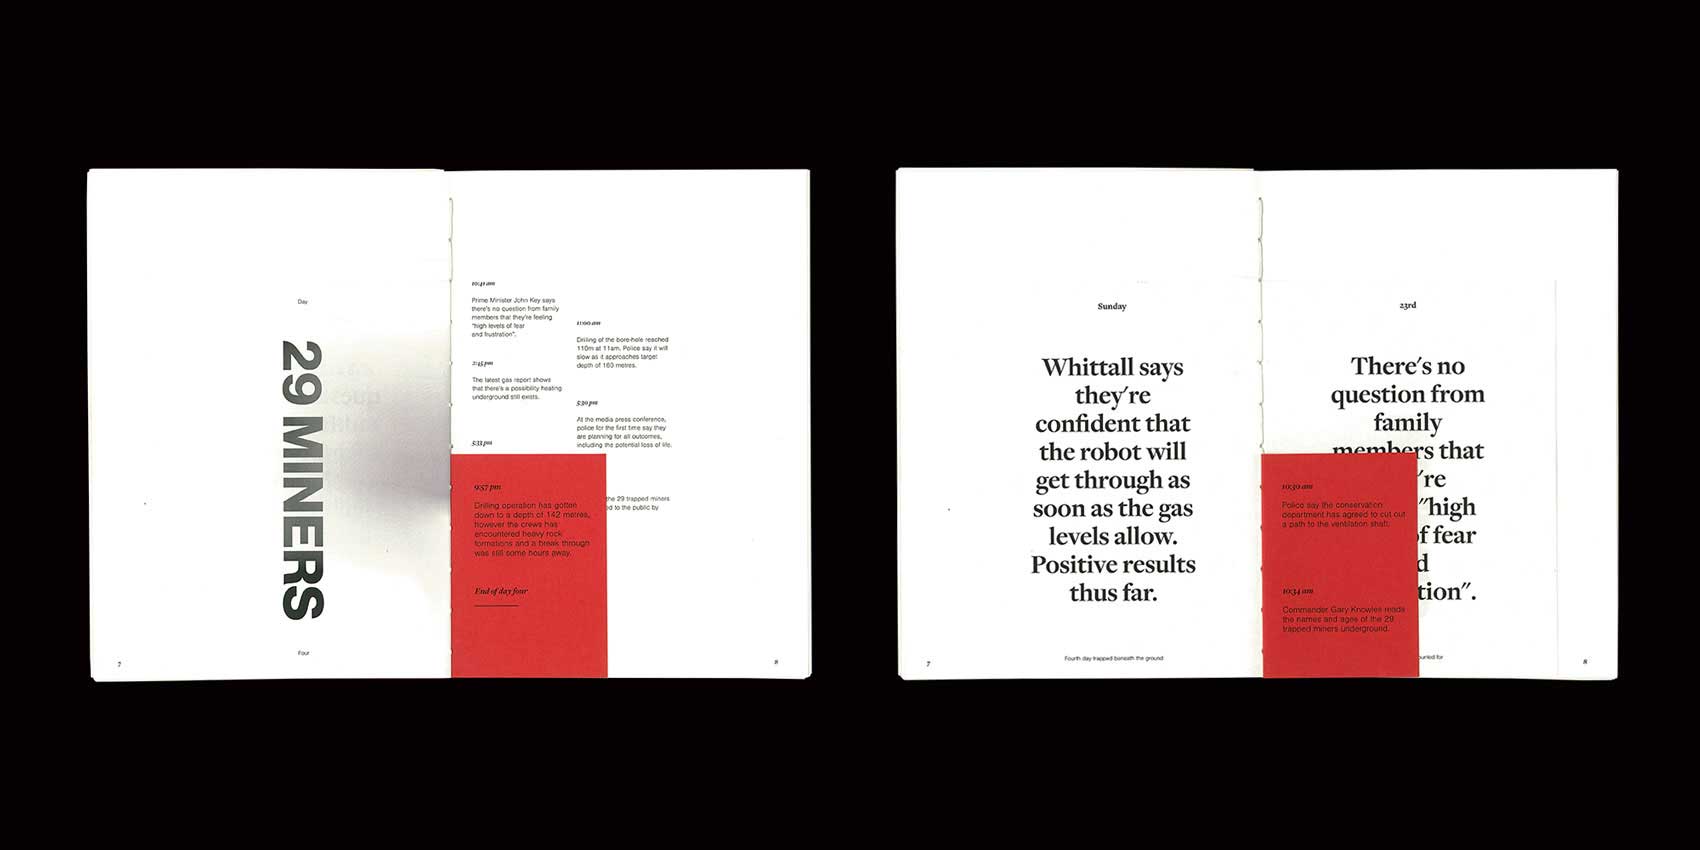 Day
29 MINERS
Four
7
10:41 am
Prime Minister John Key says
there's no question from family
members that they're feeling
"high levels of fear
and frustration".
11:00 am
Drilling of the bore-hole reached
110m at 11am. Police say it will
slow as it approaches target
depth of 160 metres.
2:45 pm
The latest gas report shows
that there's a possibility heating
underground still exists.
5:30 pm
At the media press conference,
police for the first time say they
are planning for all outcomes,
including the potential loss of life.
5:33 pm
the 29 trapped miners
ed to the public by
9:57 pm
Drilling operation has gotten
down to a depth of 142 metres,
however the crews has
encountered heavy rock
formations and a break through
was still some hours away.
End of day four
8
Sunday
Whittall says
they're
confident that
the robot will
get through as
soon as the gas
levels allow.
Positive results
thus far.
Fourth day trapped beneath the ground
7
23rd
There's no
question from
family
members that
're
"high
of fear
d
tion".
10:30 am
Police say the conservation
department has agreed to cut out
a path to the ventilation shaft.
10:34 am
Commander Gary Knowles reads
the names and ages of the 29
trapped miners underground.
ounted for
8